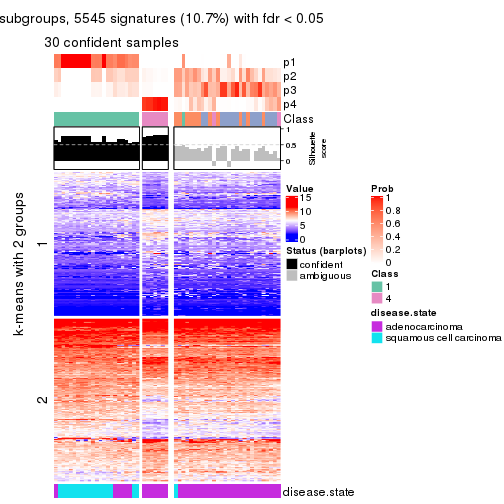 subgroups, 5545 signatures (10.7%) with fdr < 0.05
30 confident samples
p1
p2
p3
p4
Class
1
0.5
0
Silhouette
score
k-means with 2 groups
1
2
disease.state
Value
15
10
5
0
Status (barplots)
confident
ambiguous
Prob
1
0.8
0.6
0.4
0.2
0
Class
1
4
disease.state
adenocarcinoma
squamous cell carcinoma